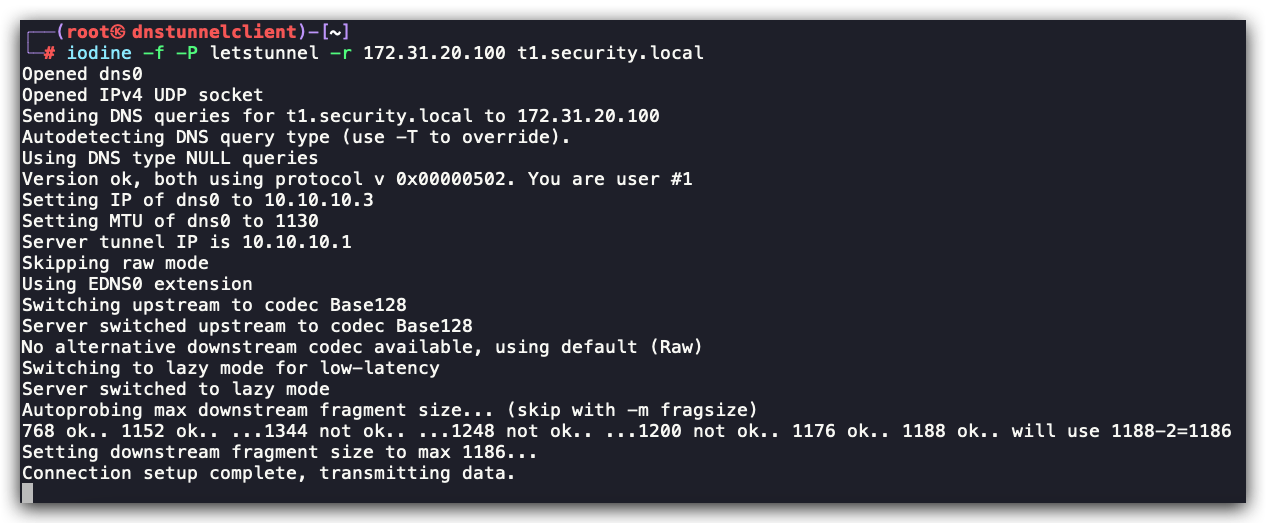 ┌──(root㉿dnstunnelclient)-[~]
└─# iodine -f -P letstunnel -r 172.31.20.100 t1.security.local
Opened dns0
Opened IPv4 UDP socket
Sending DNS queries for t1.security.local to 172.31.20.100
Autodetecting DNS query type (use -T to override).
Using DNS type NULL queries
Version ok, both using protocol v 0x00000502. You are user #1
Setting IP of dns0 to 10.10.10.3
Setting MTU of dns0 to 1130
Server tunnel IP is 10.10.10.1
Skipping raw mode
Using EDNS0 extension
Switching upstream to codec Base128
Server switched upstream to codec Base128
No alternative downstream codec available, using default (Raw)
Switching to lazy mode for low-latency
Server switched to lazy mode
Autoprobing max downstream fragment size... (skip with -m fragsize)
768 ok.. 1152 ok.. ...1344 not ok.. ...1248 not ok.. ...1200 not ok.. 1176 ok.. 1188 ok.. will use 1188-2=1186
Setting downstream fragment size to max 1186...
Connection setup complete, transmitting data.